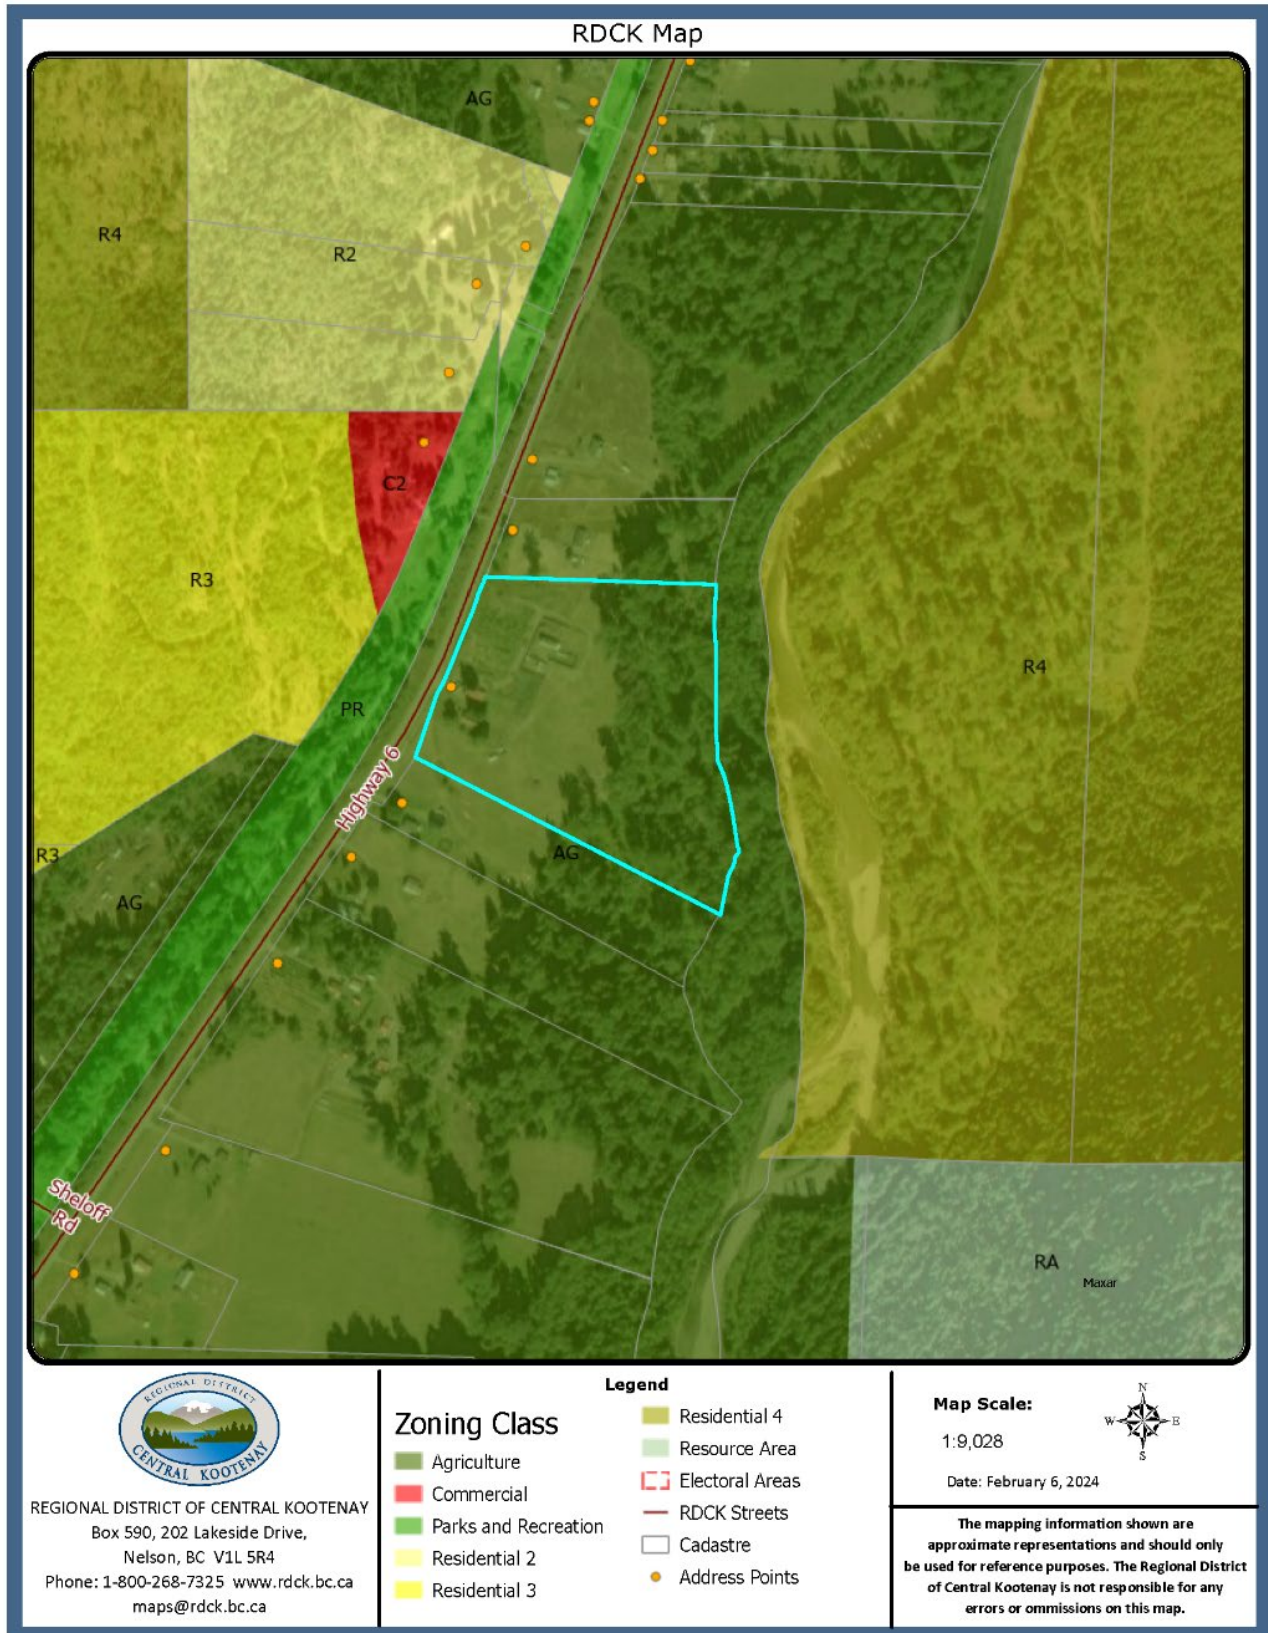 RDCK Map
AG
R4
R2
C2
R3
R4
PR
Highway 6
AG
R3
AG
Sheloff
Rd
RA
Maxar
REGIONAL DISTRICT
CENTRAL KOOTENAY
REGIONAL DISTRICT OF CENTRAL KOOTENAY
Box 590, 202 Lakeside Drive,
Nelson, BC V1L 5R4
Phone: 1-800-268-7325 www.rdck.bc.ca
maps@rdck.bc.ca
Legend
Zoning Class
Agriculture
Commercial
Parks and Recreation
Residential 2
Residential 3
Residential 4
Resource Area
Electoral Areas
RDCK Streets
Cadastre
Address Points
Map Scale:
1:9,028
N
W
E
S
Date: February 6, 2024
The mapping information shown are
approximate representations and should only
be used for reference purposes. The Regional District
of Central Kootenay is not responsible for any
errors or ommissions on this map.